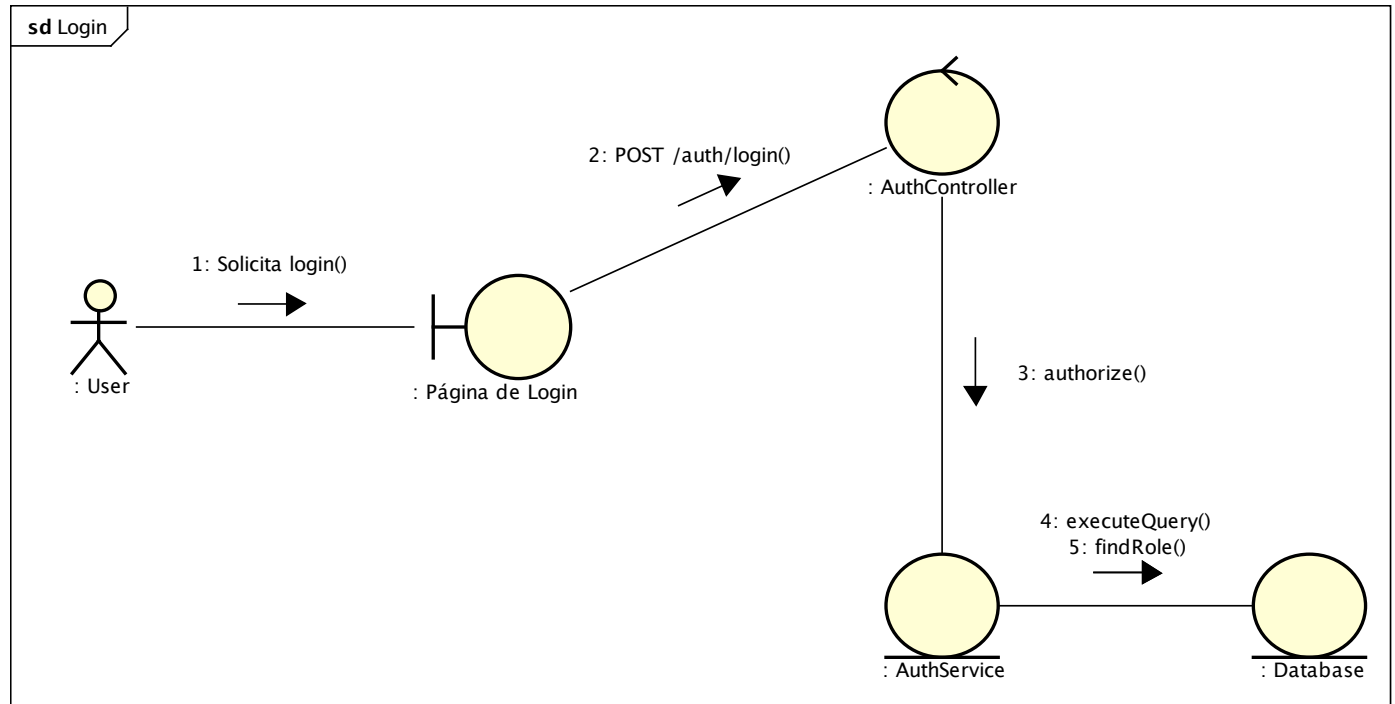 sd Login
2: POST /auth/login()
: AuthController
1: Solicita login()
: User
: Página de Login
3: authorize()
4: executeQuery()
5: findRole()
: AuthService
: Database